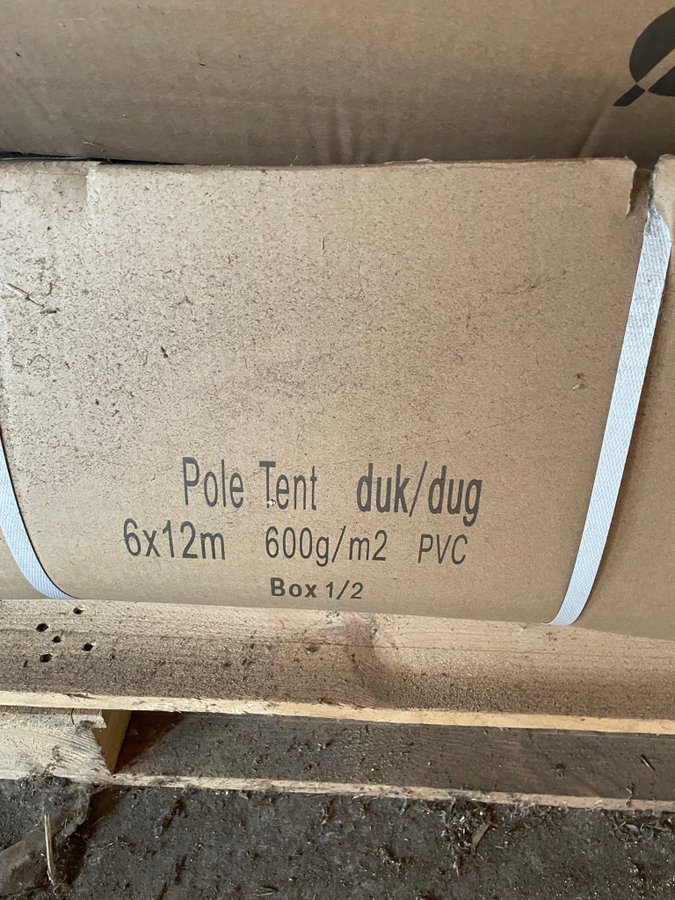 Pole Tent duk/dug
6x12m 600g/m2 PVC
Box 1/2